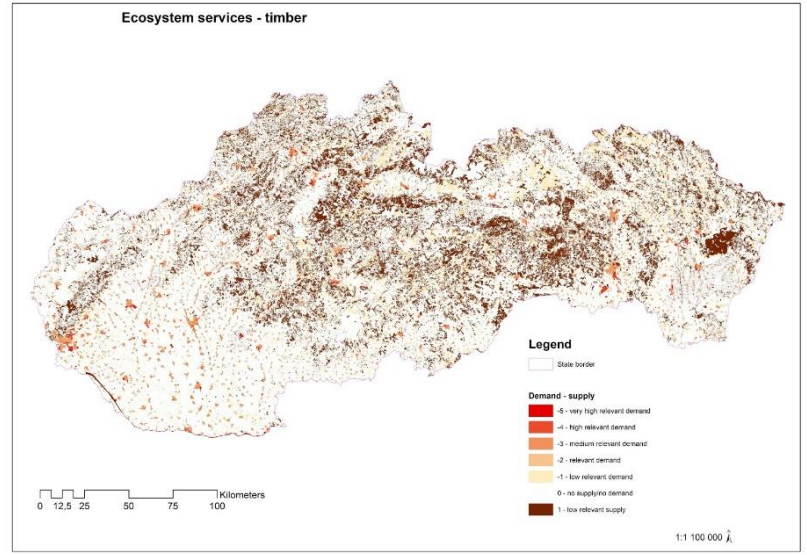 Ecosystem services - timber
Legend
State border
Demand - supply
-5 - very high relevant demand
-4 - high relevant demand
-3 - medium relevant demand
-2 - relevant demand
-1 - low relevant demand
0 - no supply/no demand
1 - low relevant supply
Kilometers
0 12,5 25 50 75 100
1:1 100 000
N